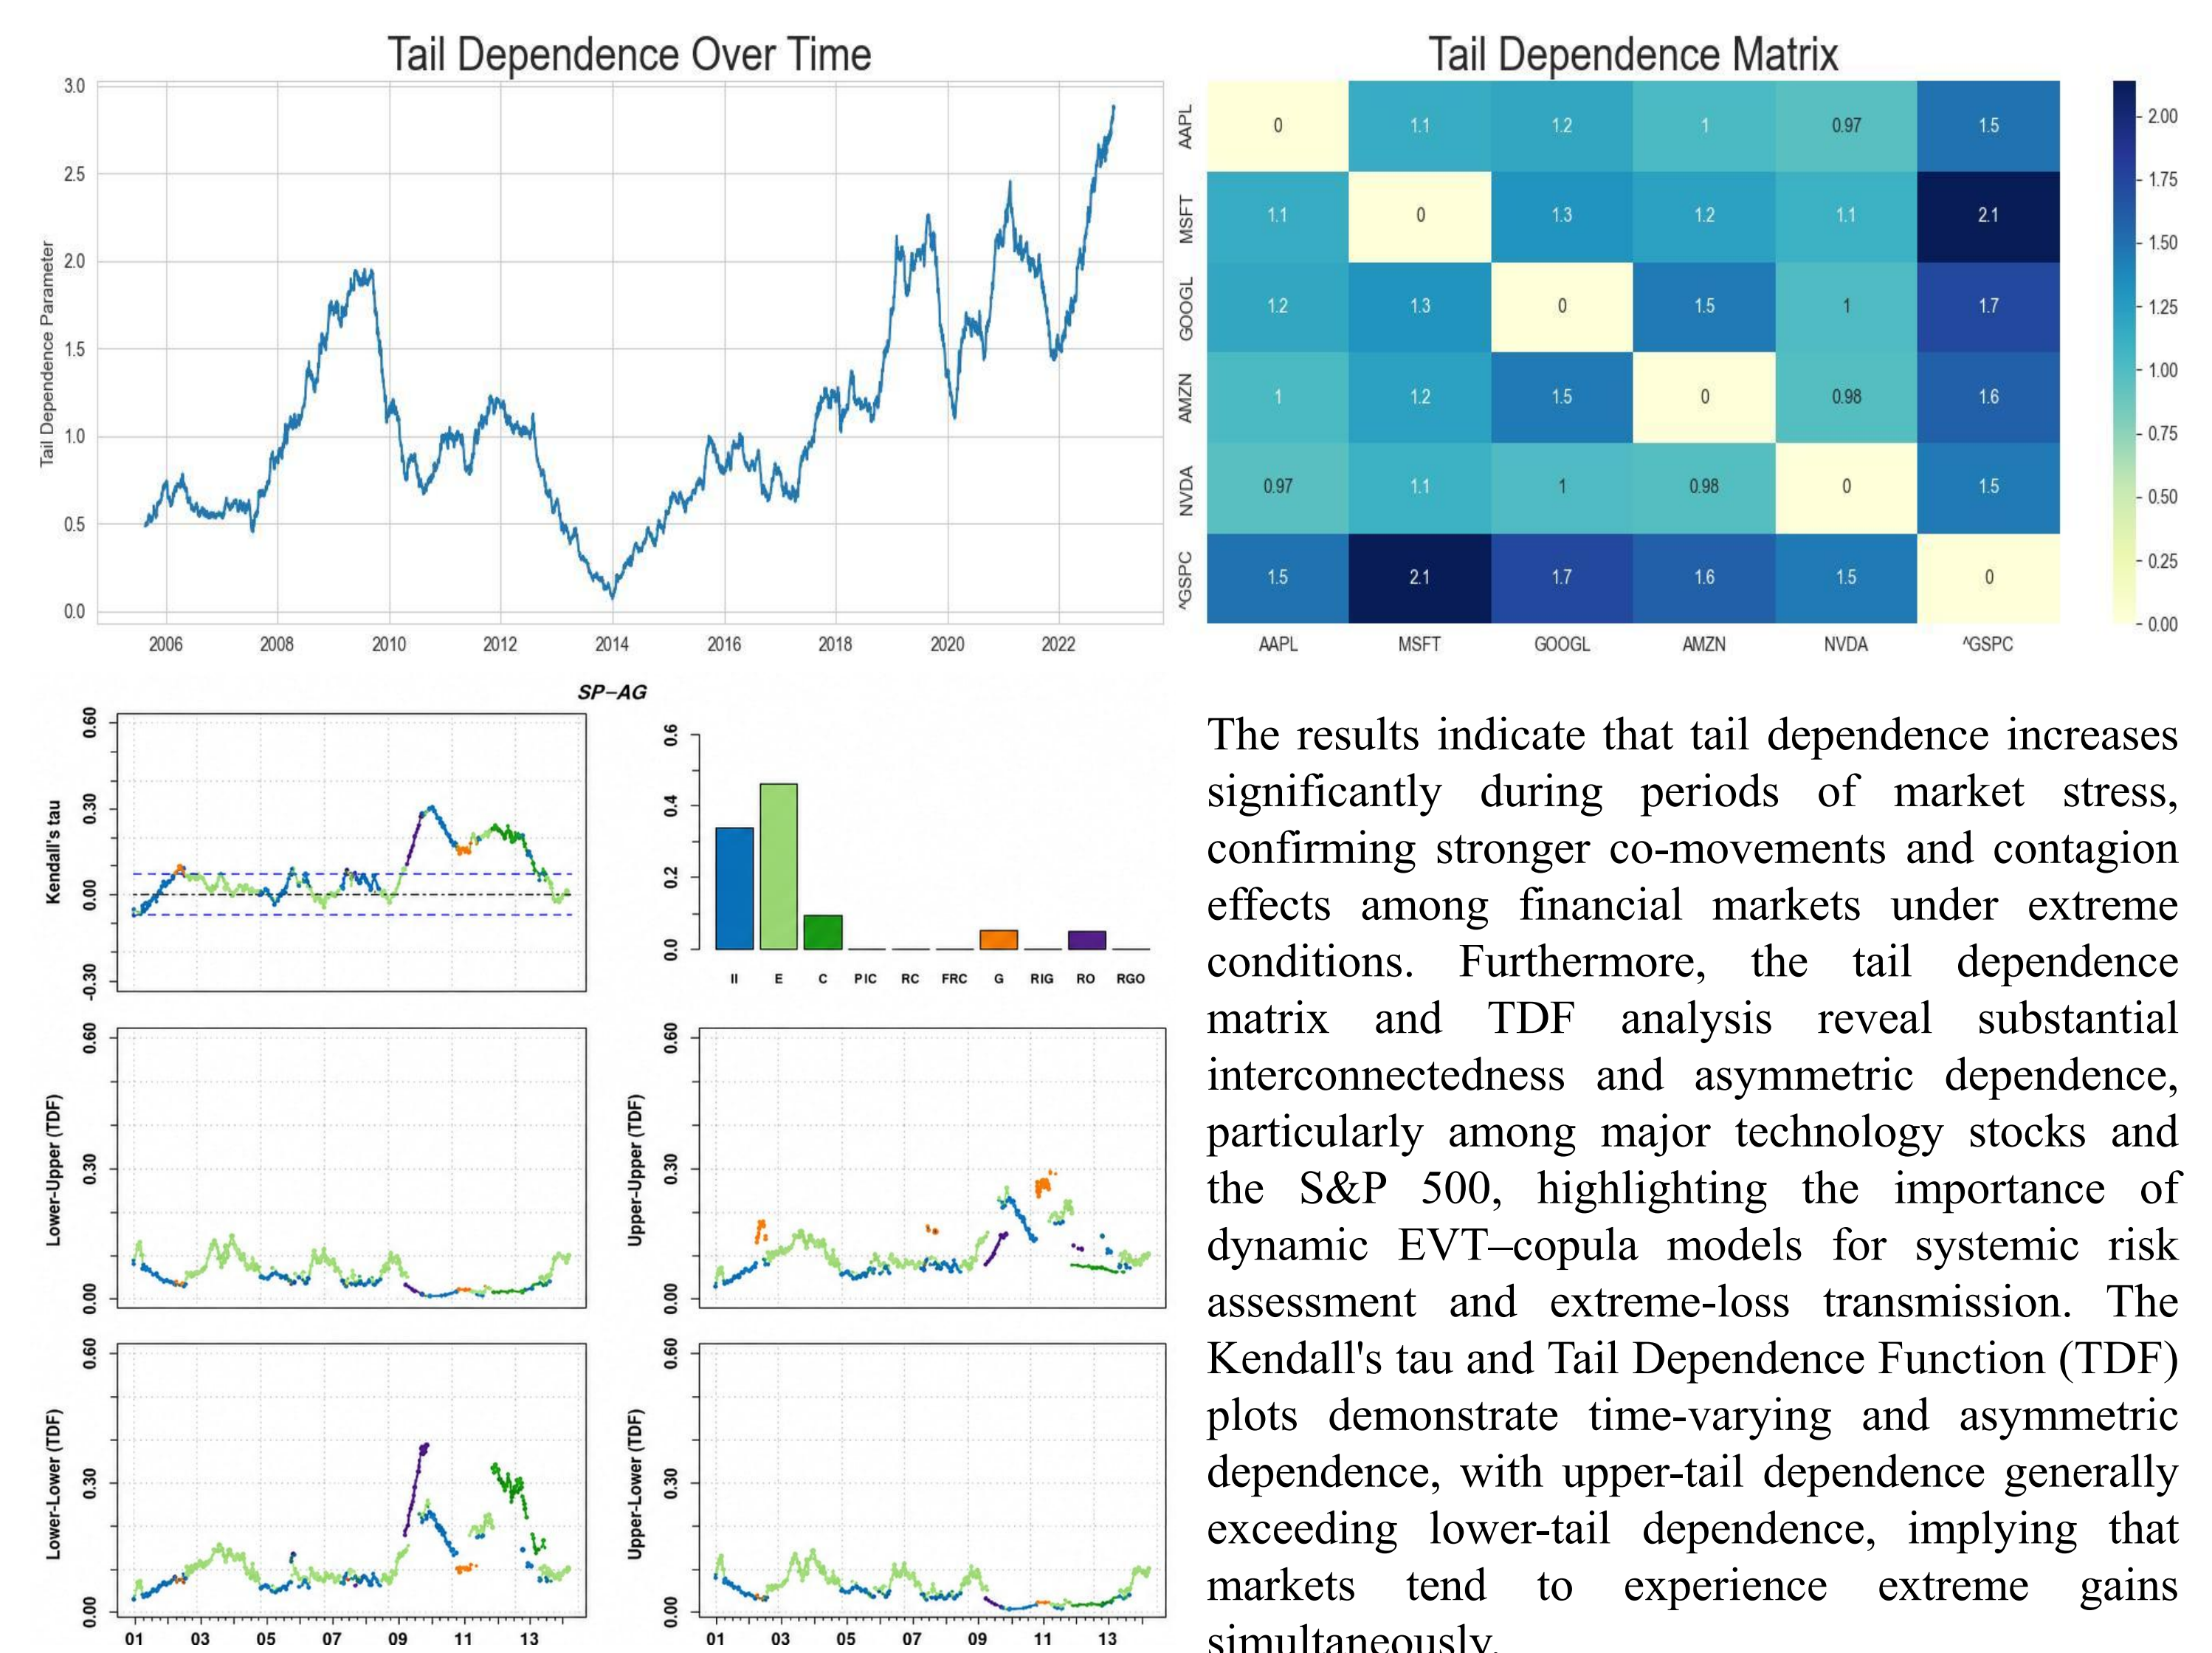 Tail Dependence Over Time
Tail Dependence Parameter
3.0
2.5
2.0
1.5
1.0
0.5
0.0
2006 2008 2010 2012 2014 2016 2018 2020 2022
Tail Dependence Matrix
AAPL 0 1.1 1.2 1 0.97 1.5
MSFT 1.1 0 1.3 1.2 1.1 2.1
GOOGL 1.2 1.3 0 1.5 1 1.7
AMZN 1 1.2 1.5 0 0.98 1.6
NVDA 0.97 1.1 1 0.98 0 1.5
^GSPC 1.5 2.1 1.7 1.6 1.5 0
AAPL MSFT GOOGL AMZN NVDA ^GSPC
2.00
1.75
1.50
1.25
1.00
0.75
0.50
0.25
0.00
SP–AG
Kendall's tau
0.60
0.30
0.00
-0.30
0.6
0.4
0.2
0.0
II E C PIC RC FRC G RIG RO RGO
Lower-Upper (TDF)
0.60
0.30
0.00
Upper-Upper (TDF)
0.60
0.30
0.00
Lower-Lower (TDF)
0.60
0.30
0.00
01 03 05 07 09 11 13
Upper-Lower (TDF)
0.60
0.30
0.00
01 03 05 07 09 11 13
The results indicate that tail dependence increases
significantly during periods of market stress,
confirming stronger co-movements and contagion
effects among financial markets under extreme
conditions. Furthermore, the tail dependence
matrix and TDF analysis reveal substantial
interconnectedness and asymmetric dependence,
particularly among major technology stocks and
the S&P 500, highlighting the importance of
dynamic EVT–copula models for systemic risk
assessment and extreme-loss transmission. The
Kendall's tau and Tail Dependence Function (TDF)
plots demonstrate time-varying and asymmetric
dependence, with upper-tail dependence generally
exceeding lower-tail dependence, implying that
markets tend to experience extreme gains
simultaneously.